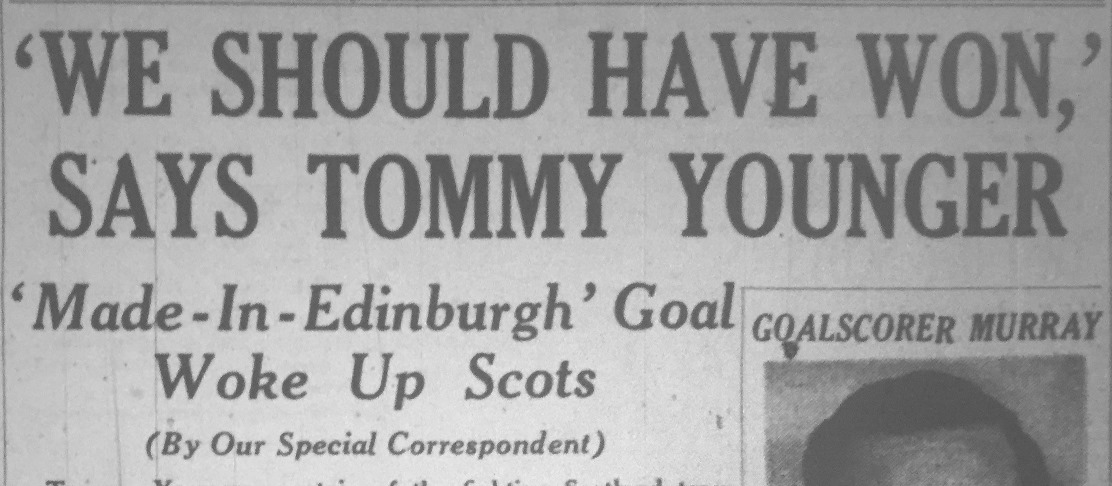 ‘WE SHOULD HAVE WON,’
SAYS TOMMY YOUNGER
‘Made-In-Edinburgh’ Goal
Woke Up Scots
(By Our Special Correspondent)
GOALSCORER MURRAY